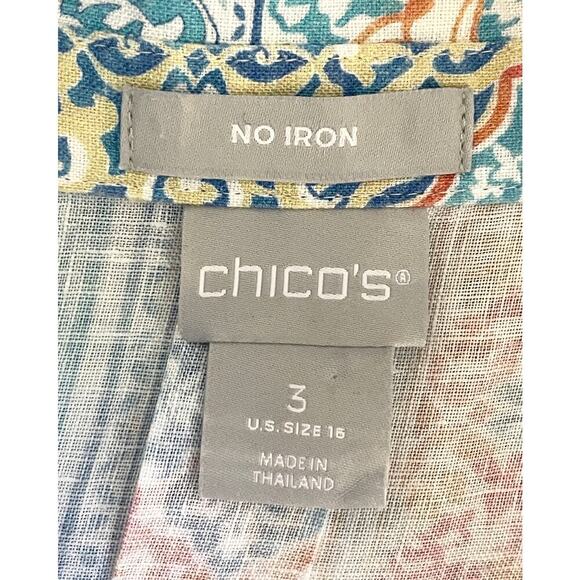 NO IRON
chico's®
3
U.S. SIZE 16
MADE IN
THAILAND